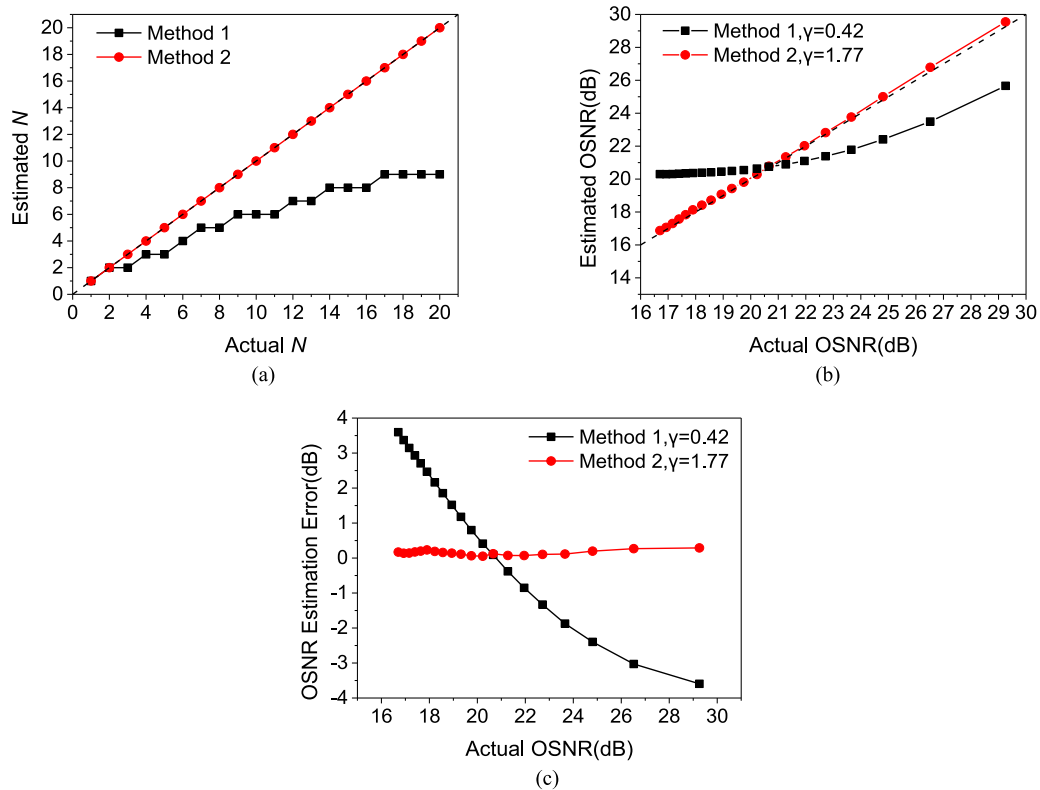 Method 1
Method 2
Estimated N
20
18
16
14
12
10
8
6
4
2
0
0 2 4 6 8 10 12 14 16 18 20
Actual N
(a)
Method 1,γ=0.42
Method 2,γ=1.77
Estimated OSNR(dB)
30
28
26
24
22
20
18
16
14
16 17 18 19 20 21 22 23 24 25 26 27 28 29 30
Actual OSNR(dB)
(b)
Method 1,γ=0.42
Method 2,γ=1.77
OSNR Estimation Error(dB)
4
3
2
1
0
-1
-2
-3
-4
16 18 20 22 24 26 28 30
Actual OSNR(dB)
(c)